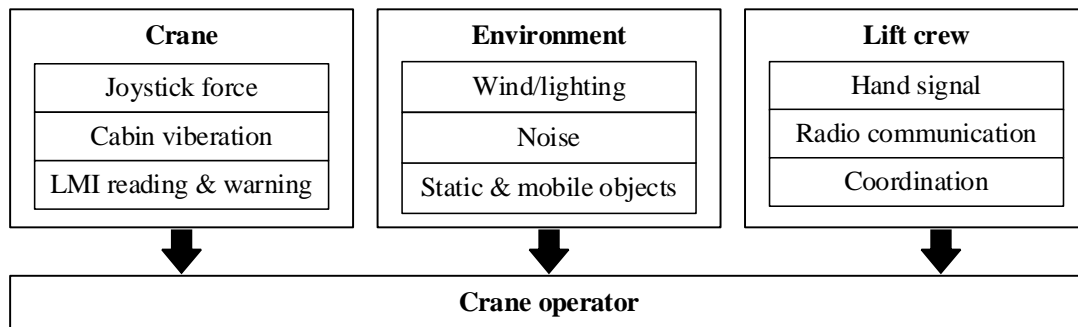 Crane
Joystick force
Cabin viberation
LMI reading & warning
Environment
Wind/lighting
Noise
Static & mobile objects
Lift crew
Hand signal
Radio communication
Coordination
Crane operator